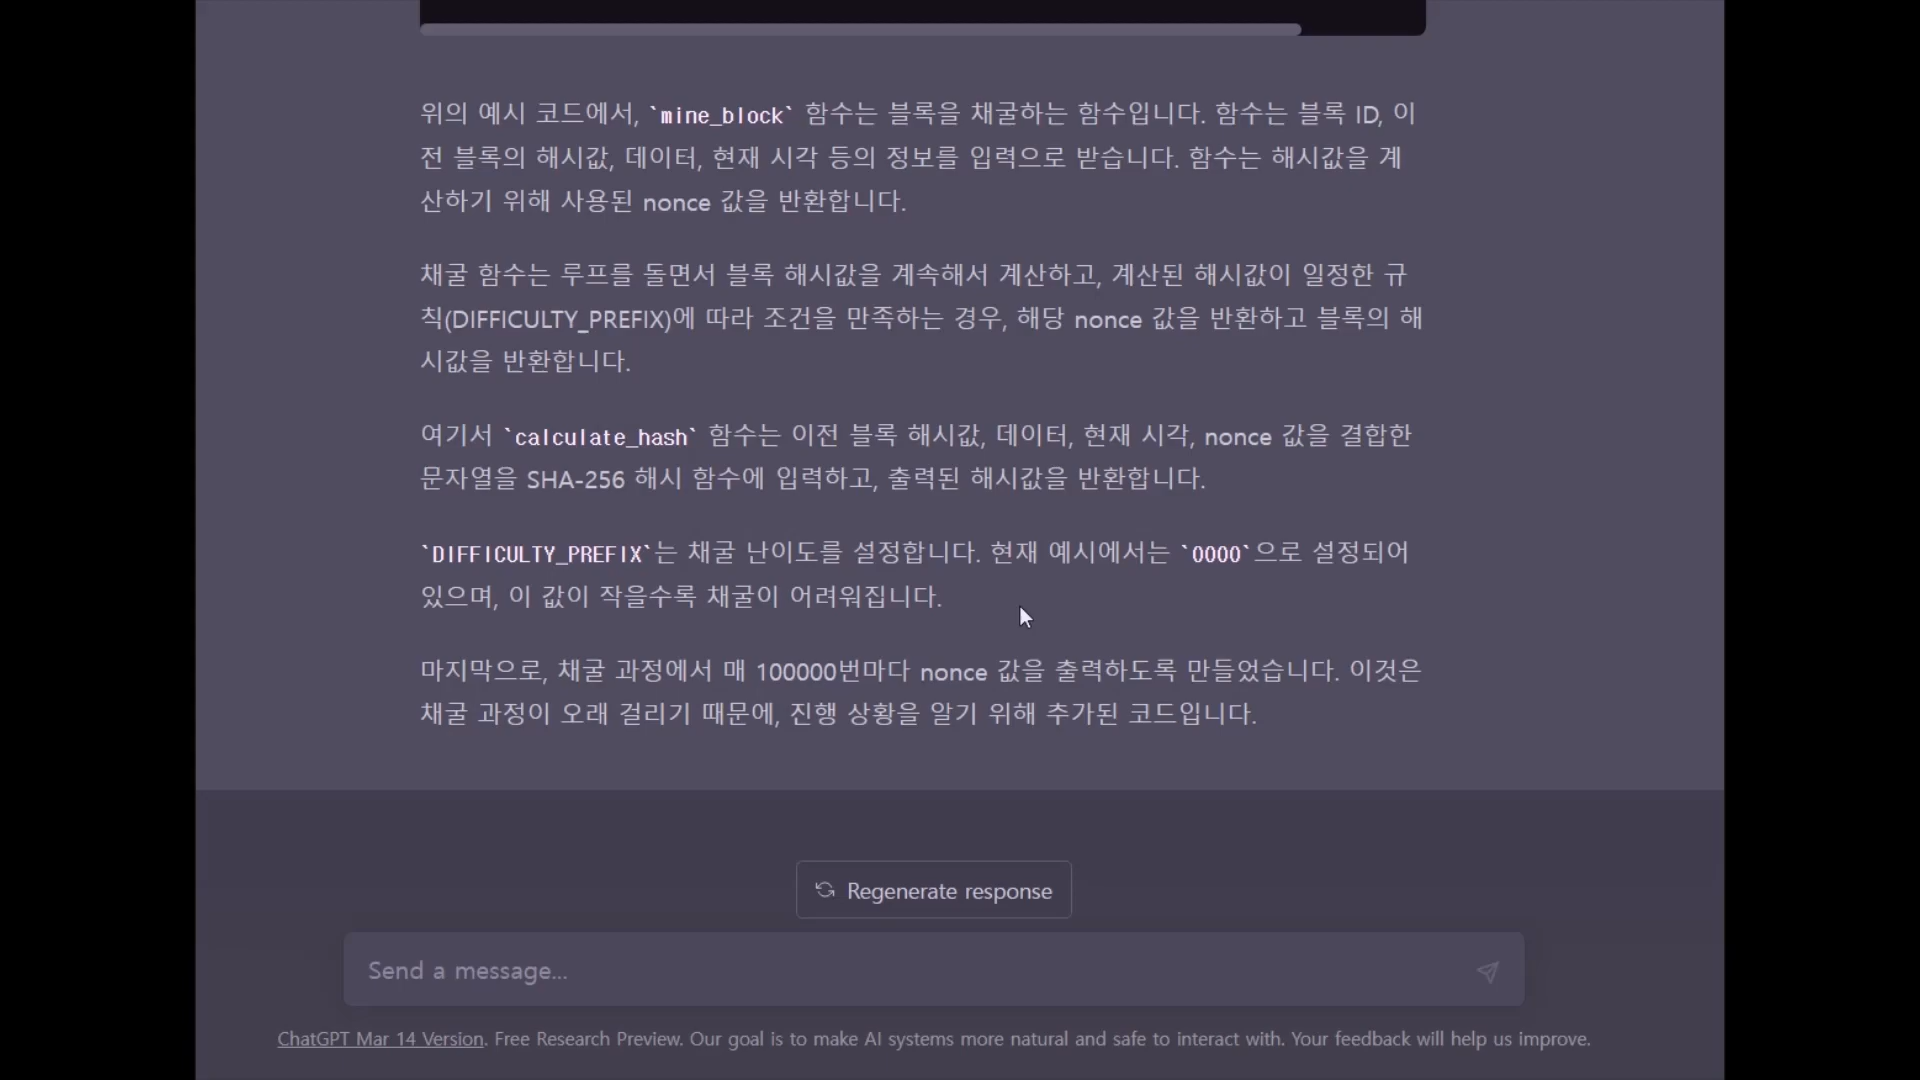 위의 예시 코드에서, `mine_block` 함수는 블록을 채굴하는 함수입니다. 함수는 블록 ID, 이
전 블록의 해시값, 데이터, 현재 시각 등의 정보를 입력으로 받습니다. 함수는 해시값을 계
산하기 위해 사용된 nonce 값을 반환합니다.
채굴 함수는 루프를 돌면서 블록 해시값을 계속해서 계산하고, 계산된 해시값이 일정한 규
칙(DIFFICULTY_PREFIX)에 따라 조건을 만족하는 경우, 해당 nonce 값을 반환하고 블록의 해
시값을 반환합니다.
여기서 `calculate_hash` 함수는 이전 블록 해시값, 데이터, 현재 시각, nonce 값을 결합한
문자열을 SHA-256 해시 함수에 입력하고, 출력된 해시값을 반환합니다.
`DIFFICULTY_PREFIX`는 채굴 난이도를 설정합니다. 현재 예시에서는 `0000`으로 설정되어
있으며, 이 값이 작을수록 채굴이 어려워집니다.
마지막으로, 채굴 과정에서 매 100000번마다 nonce 값을 출력하도록 만들었습니다. 이것은
채굴 과정이 오래 걸리기 때문에, 진행 상황을 알기 위해 추가된 코드입니다.
Regenerate response
Send a message...
ChatGPT Mar 14 Version. Free Research Preview. Our goal is to make AI systems more natural and safe to interact with. Your feedback will help us improve.